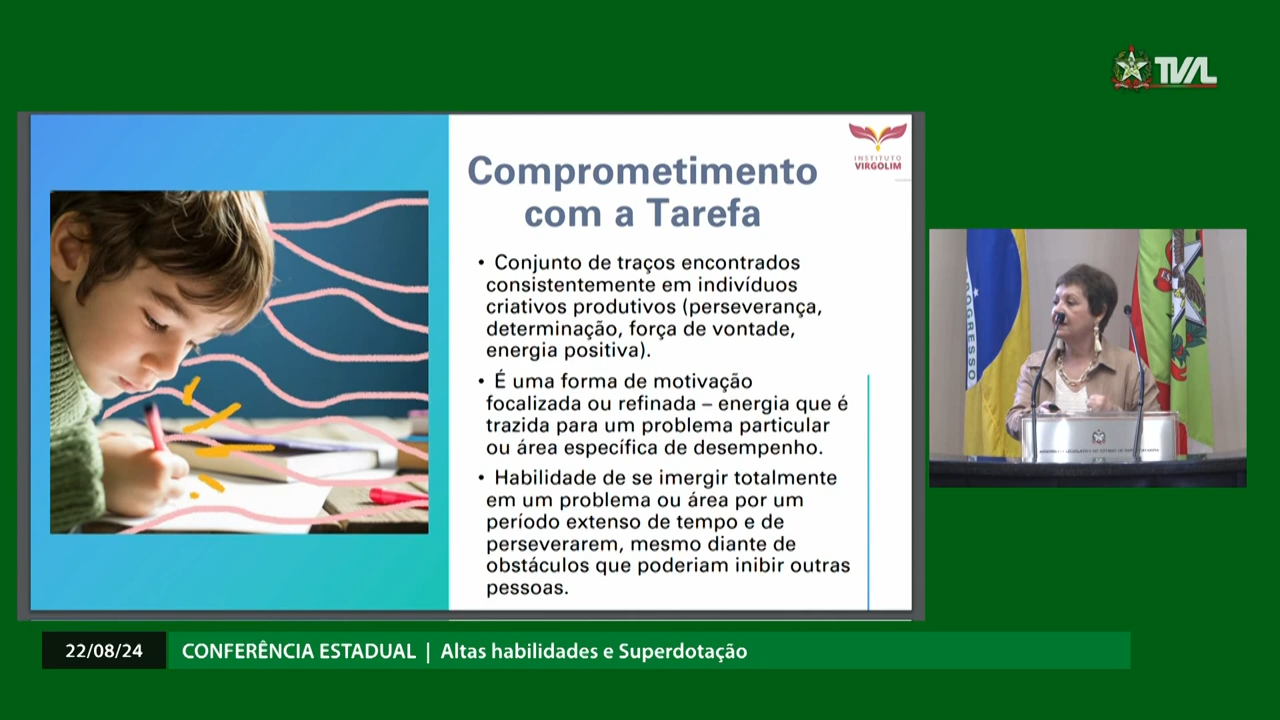 TVAL
INSTITUTO
VIRGOLIM
Comprometimento
com a Tarefa
• Conjunto de traços encontrados
consistentemente em indivíduos
criativos produtivos (perseverança,
determinação, força de vontade,
energia positiva).
• É uma forma de motivação
focalizada ou refinada – energia que é
trazida para um problema particular
ou área específica de desempenho.
• Habilidade de se imergir totalmente
em um problema ou área por um
período extenso de tempo e de
perseverarem, mesmo diante de
obstáculos que poderiam inibir outras
pessoas.
OGRESSO
22/08/24
CONFERÊNCIA ESTADUAL | Altas habilidades e Superdotação